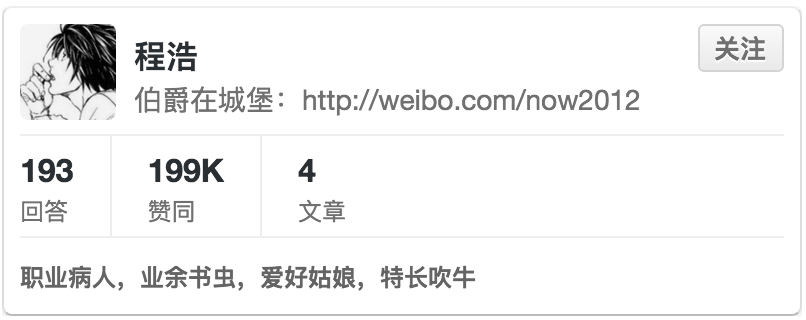 程浩
关注
伯爵在城堡：http://weibo.com/now2012
193
199K
4
回答
赞同
文章
职业病人，业余书虫，爱好姑娘，特长吹牛